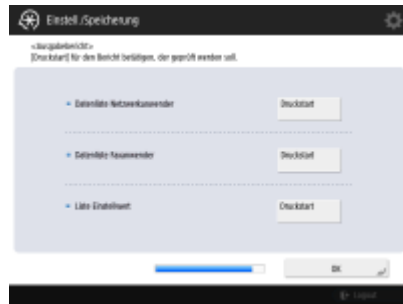 Einstell./Speicherung
<Ausgabebericht>
[Druckstart] für den Bericht betätigen, der geprüft werden soll.
Datenliste Netzwerkanwender
Druckstart
Datenliste Faxanwender
Druckstart
Liste Einstellwert
Druckstart
OK
Logout